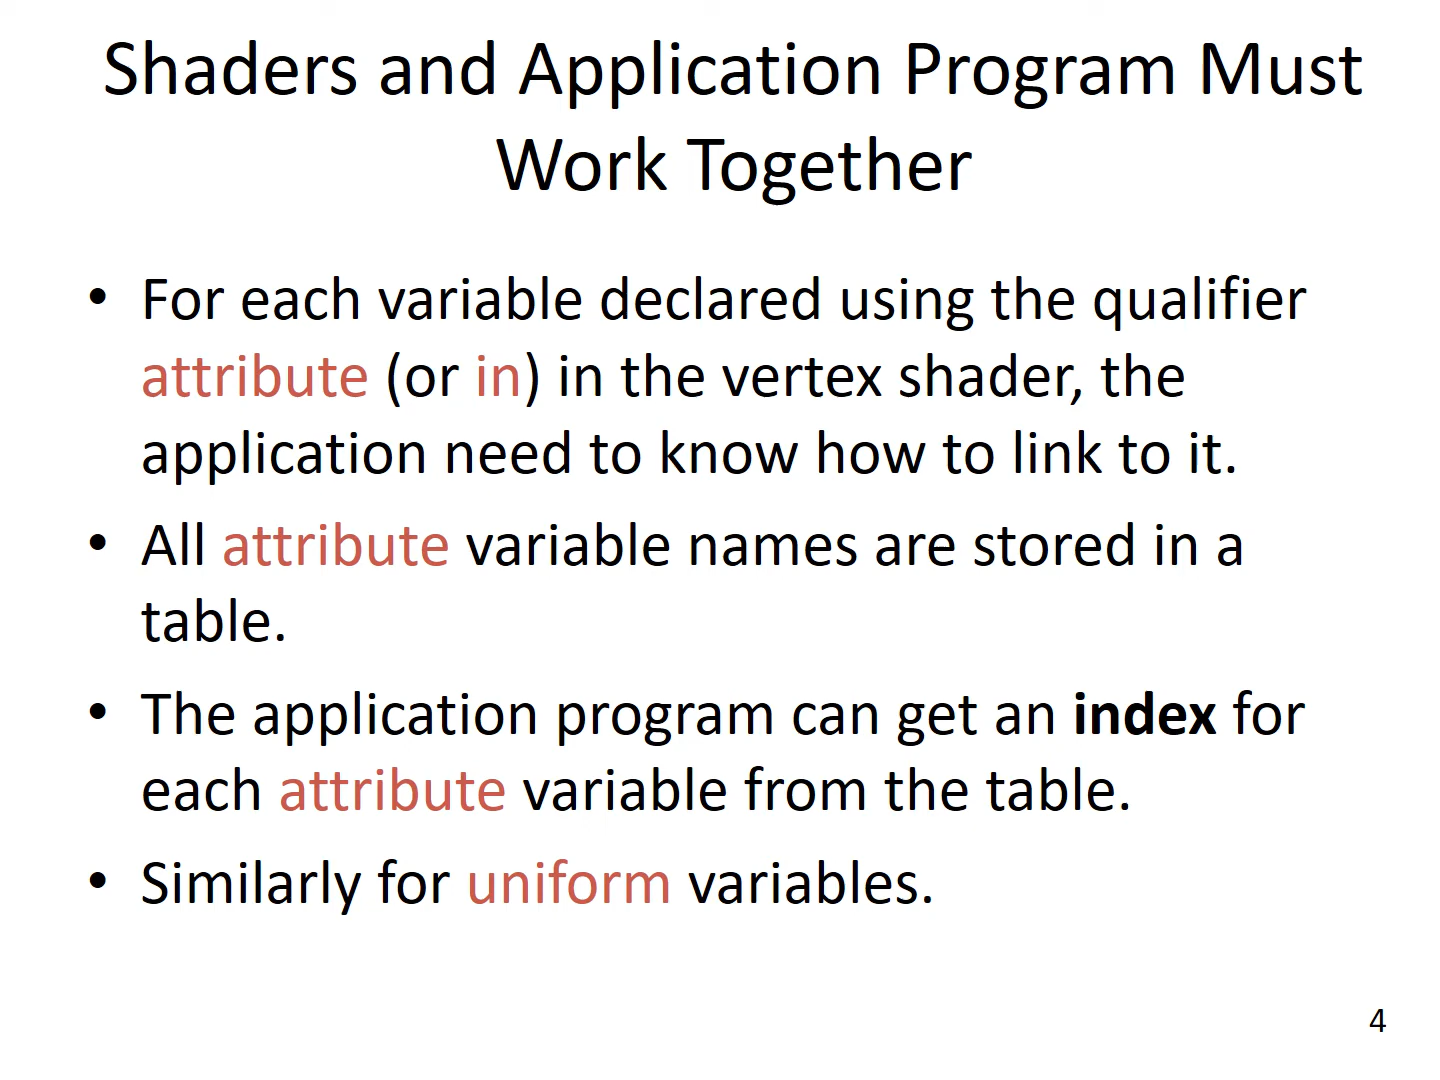 Shaders and Application Program Must
Work Together
• For each variable declared using the qualifier
attribute (or in) in the vertex shader, the
application need to know how to link to it.
• All attribute variable names are stored in a
table.
• The application program can get an index for
each attribute variable from the table.
• Similarly for uniform variables.
4